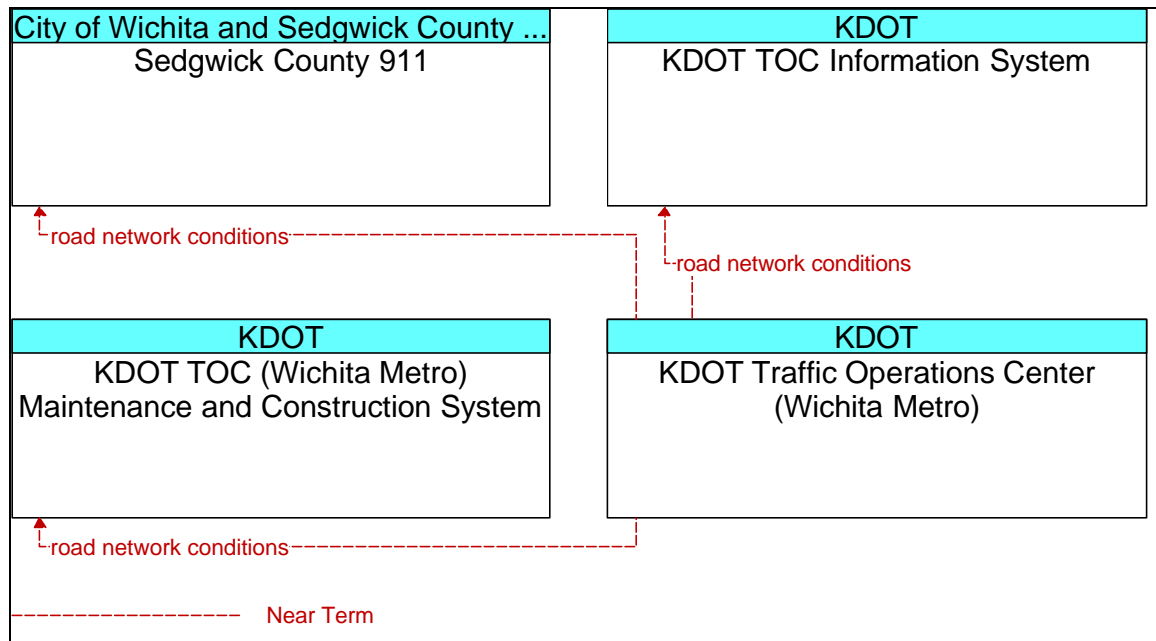 City of Wichita and Sedgwick County ...
Sedgwick County 911
KDOT
KDOT TOC Information System
road network conditions
road network conditions
KDOT
KDOT TOC (Wichita Metro)
Maintenance and Construction System
KDOT
KDOT Traffic Operations Center
(Wichita Metro)
road network conditions
Near Term